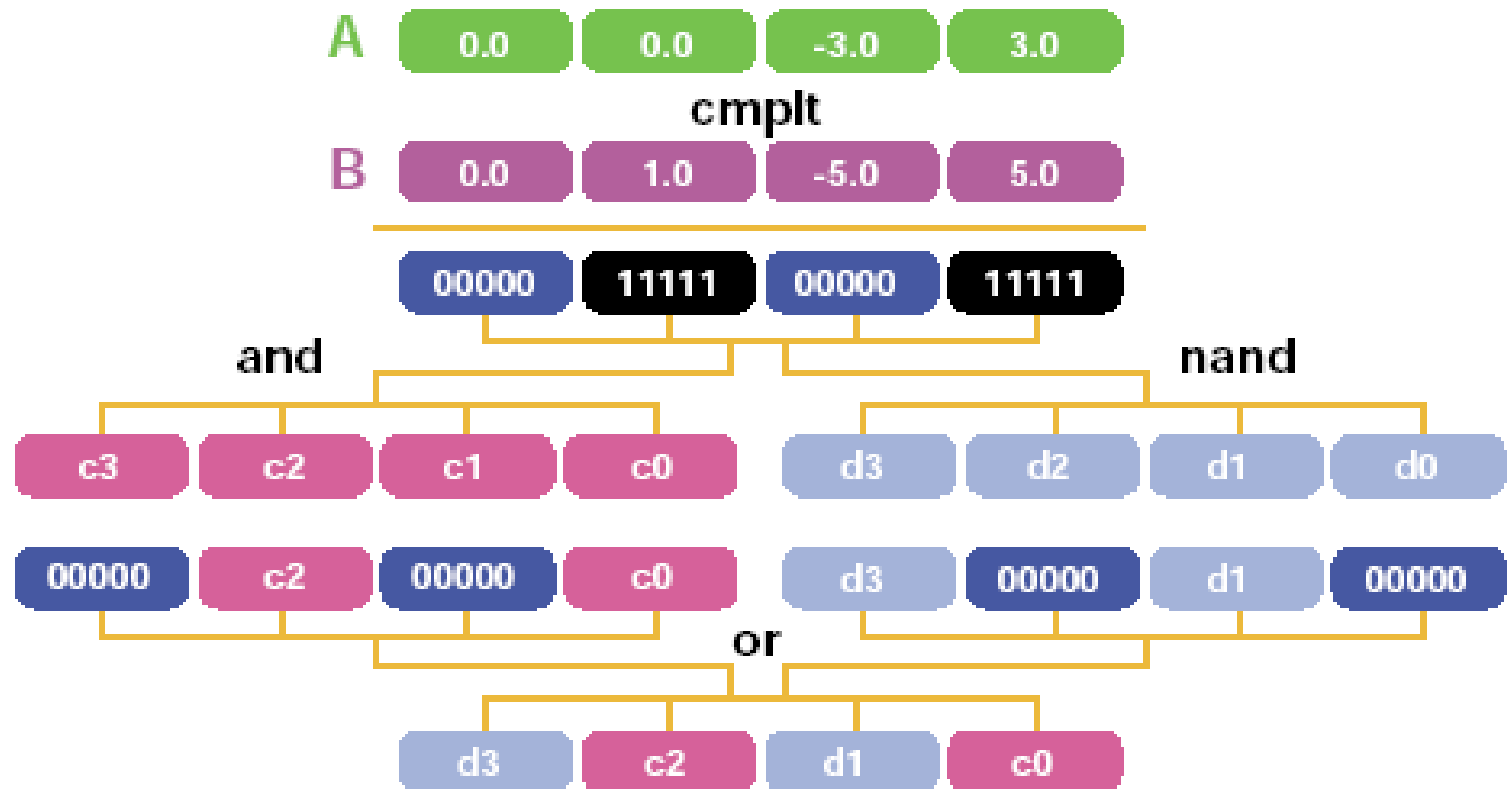 A 0.0 0.0 -3.0 3.0
cmplt
B 0.0 1.0 -5.0 5.0
00000 11111 00000 11111
and nand
c3 c2 c1 c0 d3 d2 d1 d0
00000 c2 00000 c0 d3 00000 d1 00000
or
d3 c2 d1 c0